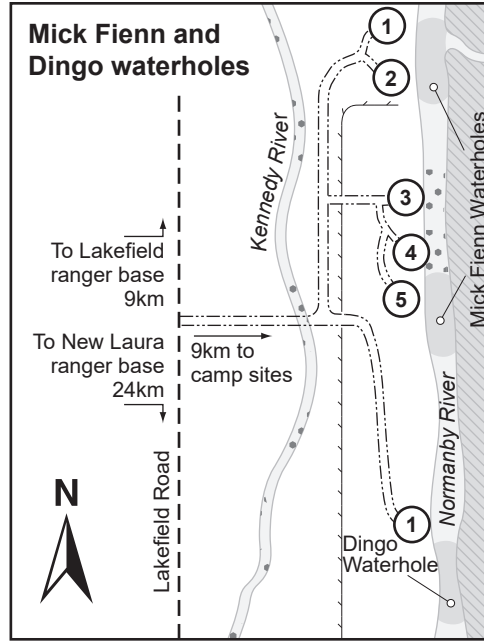 Mick Fienn and
Dingo waterholes
1
2
Kennedy River
3
4
5
Mick Fienn Waterholes
To Lakefield
ranger base
9km
To New Laura
ranger base
24km
9km to
camp sites
Normanby River
N
Lakefield Road
1
Dingo
Waterhole